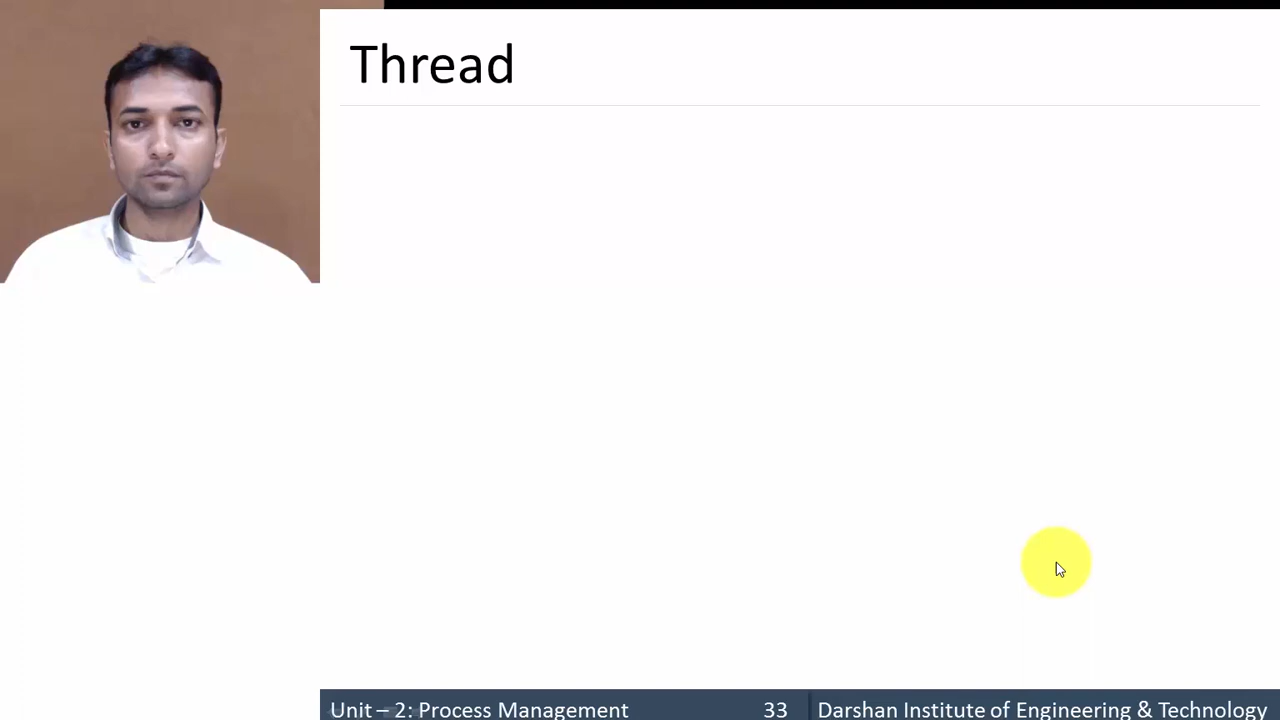 Thread
Unit – 2: Process Management 33 Darshan Institute of Engineering & Technology